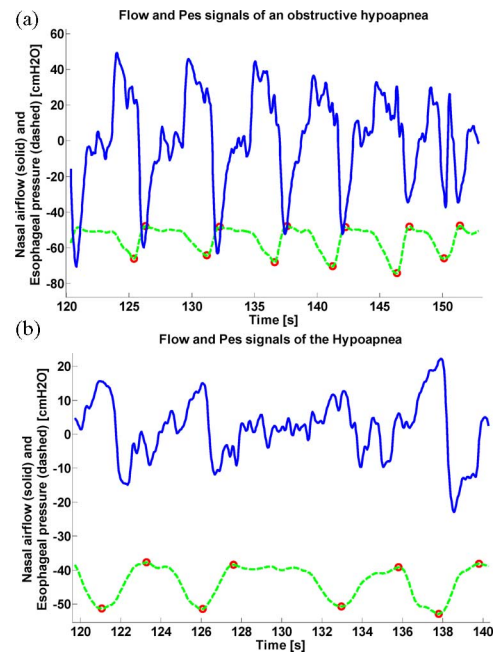 (a)
Flow and Pes signals of an obstructive hypoapnea
Nasal airflow (solid) and
Esophageal pressure (dashed) [cmH2O]
60
40
20
0
-20
-40
-60
-80
120 125 130 135 140 145 150
Time [s]
(b)
Flow and Pes signals of the Hypoapnea
Nasal airflow (solid) and
Esophageal pressure (dashed) [cmH2O]
20
10
0
-10
-20
-30
-40
-50
120 122 124 126 128 130 132 134 136 138 140
Time [s]